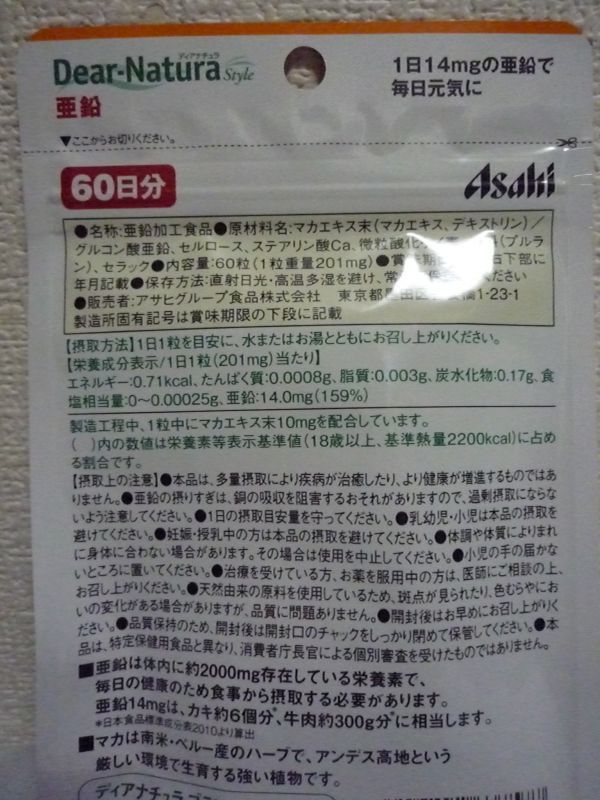 ディアナチュラ
Dear-Natura Style
亜鉛
1日14mgの亜鉛で
毎日元気に
▼ここからお切りください。
60日分
Asahi
●名称:亜鉛加工食品●原材料名:マカエキス末(マカエキス、デキストリン)/
グルコン酸亜鉛、セルロース、ステアリン酸Ca、微粒酸化(プルラ
ン)、セラック●内容量:60粒(1粒重量201mg)●賞味期下部に
年月記載●保存方法:直射日光・高温多湿を避け、常ください
●販売者:アサヒグループ食品株式会社 東京都1-23-1
製造所固有記号は賞味期限の下段に記載
【摂取方法】1日1粒を目安に、水またはお湯とともにお召し上がりください。
【栄養成分表示/1日1粒(201mg)当たり】
エネルギー:0.71kcal、たんぱく質:0.0008g、脂質:0.003g、炭水化物:0.17g、食
塩相当量:0〜0.00025g、亜鉛:14.0mg(159%)
製造工程中、1粒中にマカエキス末10mgを配合しています。
( )内の数値は栄養素等表示基準値(18歳以上、基準熱量2200kcal)に占め
る割合です。
【摂取上の注意】●本品は、多量摂取により疾病が治癒したり、より健康が増進するものではあ
りません。●亜鉛の摂りすぎは、銅の吸収を阻害するおそれがありますので、過剰摂取にならな
いよう注意してください。●1日の摂取目安量を守ってください。●乳幼児・小児は本品の摂取を
避けてください。●妊娠・授乳中の方は本品の摂取を避けてください。●体調や体質によりまれ
に身体に合わない場合があります。その場合は使用を中止してください。●小児の手の届かな
いところに置いてください。●治療を受けている方、お薬を服用中の方は、医師にご相談の上、
お召し上がりください。●天然由来の原料を使用しているため、斑点が見られたり、色むらやにお
いの変化がある場合がありますが、品質に問題ありません。●開封後はお早めにお召し上がりく
ださい。●品質保持のため、開封後は開封口のチャックをしっかり閉めて保管してください。●本
品は、特定保健用食品と異なり、消費者庁長官による個別審査を受けたものではありません。
■亜鉛は体内に約2000mg存在している栄養素で、
毎日の健康のため食事から摂取する必要があります。
亜鉛14mgは、カキ約6個分*、牛肉約300g分*に相当します。
*日本食品標準成分表2010より算出
■マカは南米・ペルー産のハーブで、アンデス高地という
厳しい環境で生育する強い植物です。
ディアナチュラ